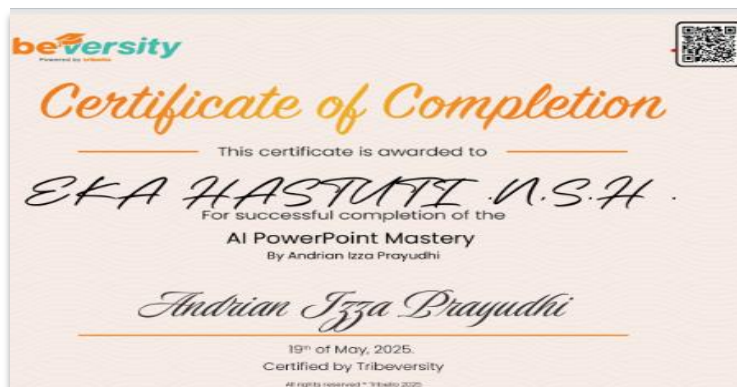 beversity
Powered by tribelio
Certificate of Completion
This certificate is awarded to
EKA HASTUTI .N.S.H .
For successful completion of the
AI PowerPoint Mastery
By Andrian Izza Prayudhi
Andrian Izza Prayudhi
19th of May, 2025.
Certified by Tribeversity
All rights reserved * Tribelio 2025